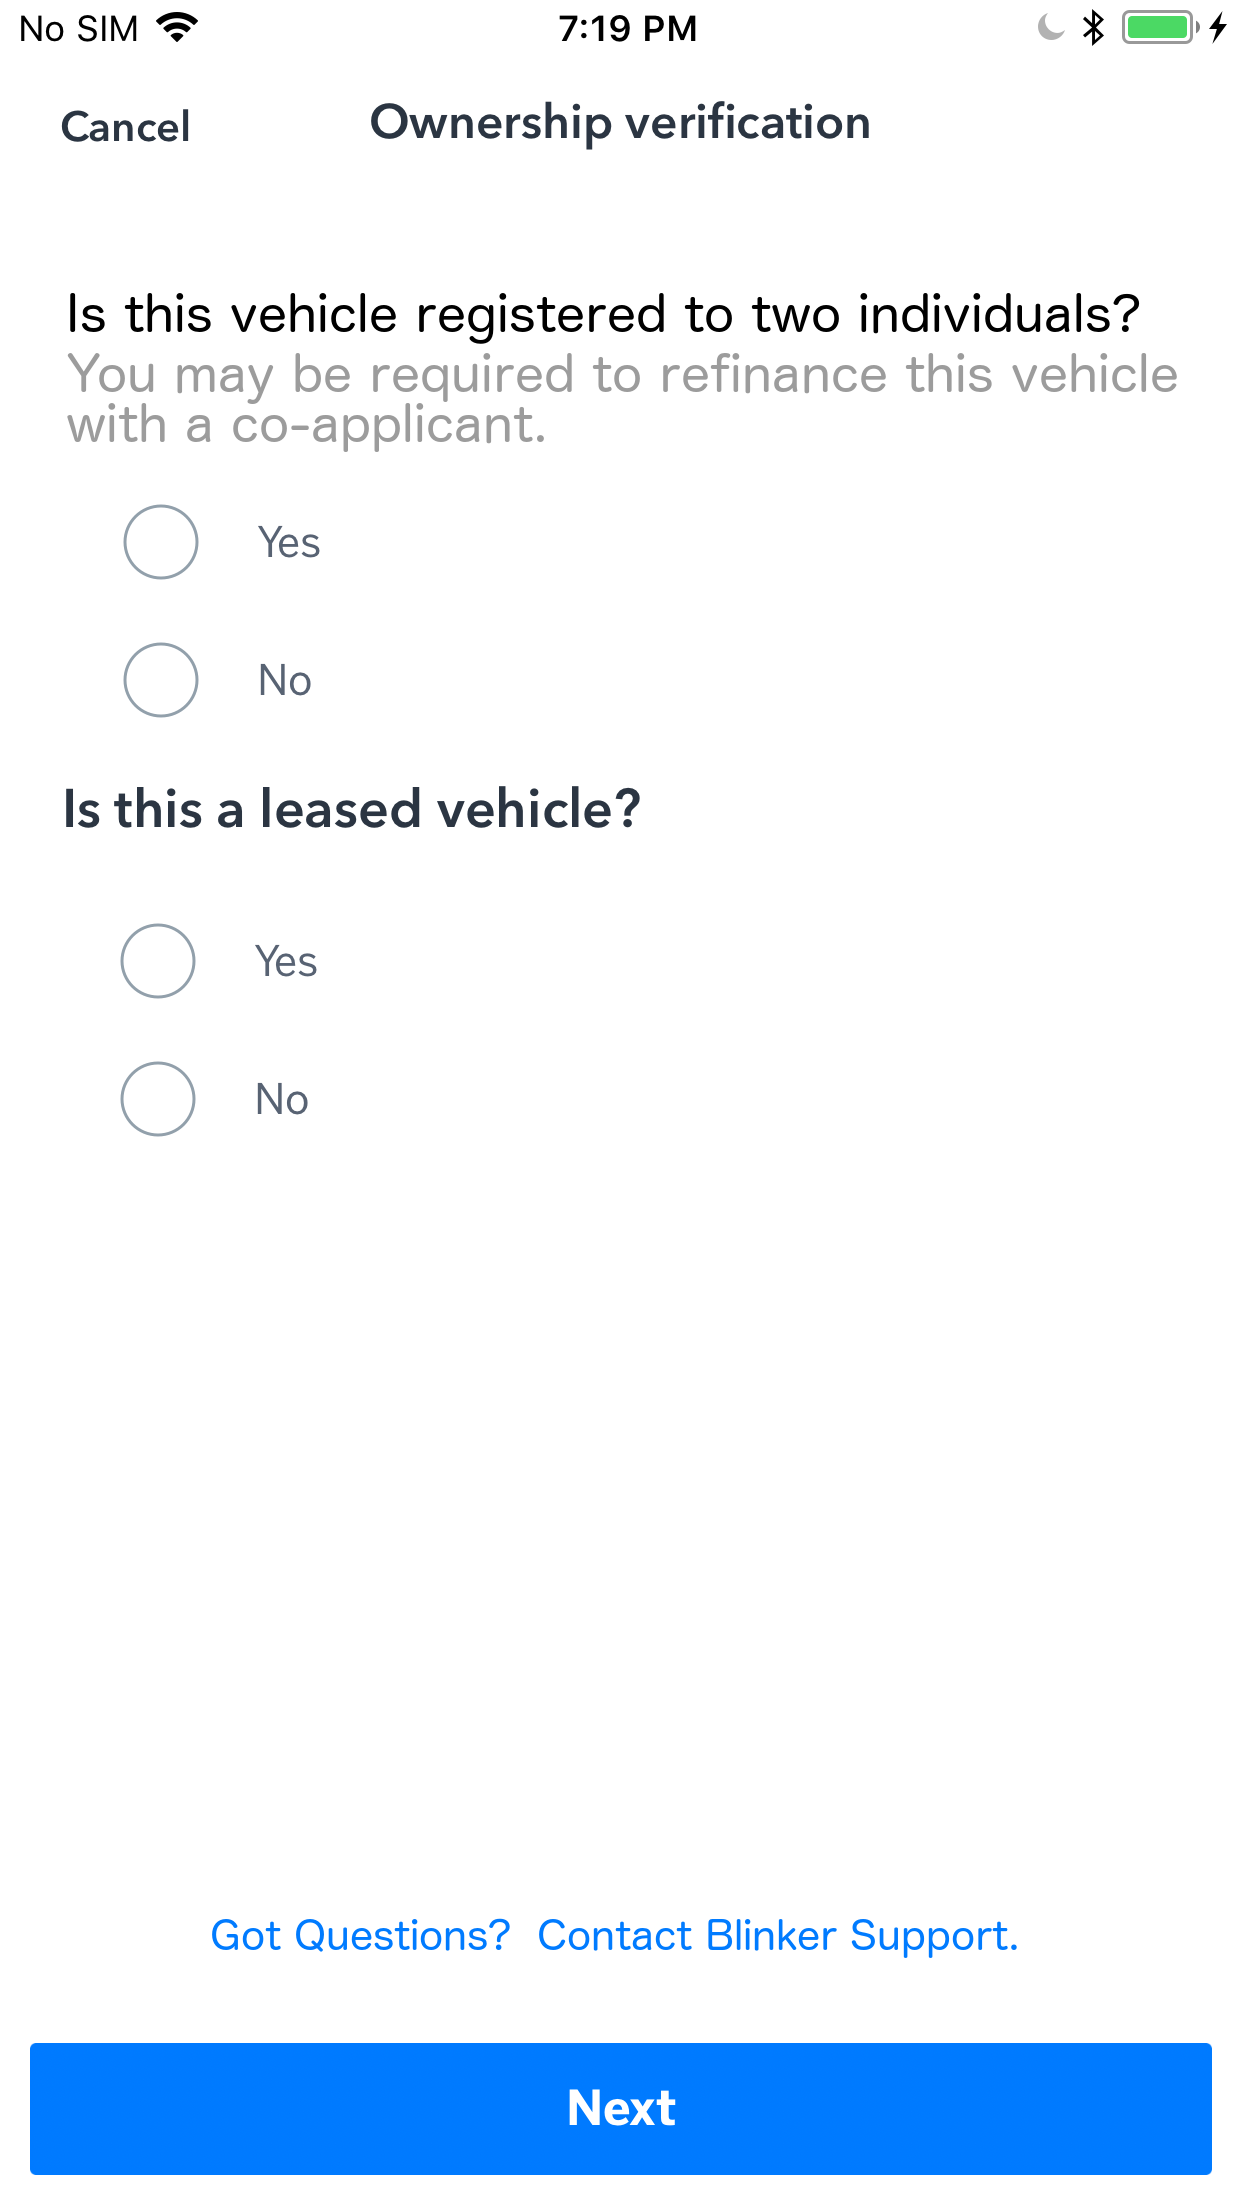 No SIM 7:19 PM
Cancel Ownership verification
Is this vehicle registered to two individuals?
You may be required to refinance this vehicle
with a co-applicant.
Yes
No
Is this a leased vehicle?
Yes
No
Got Questions?  Contact Blinker Support.
Next